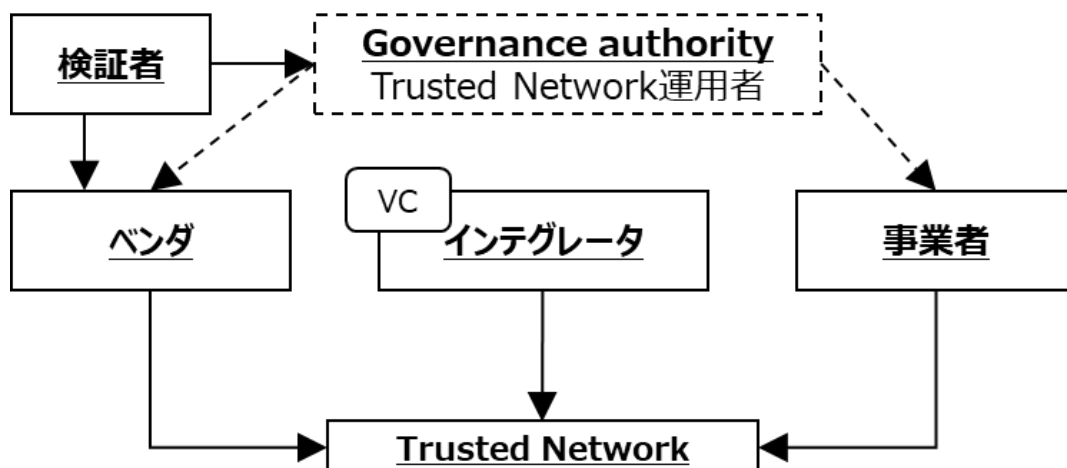 検証者
Governance authority
Trusted Network運用者
ベンダ
VC
インテグレータ
事業者
Trusted Network